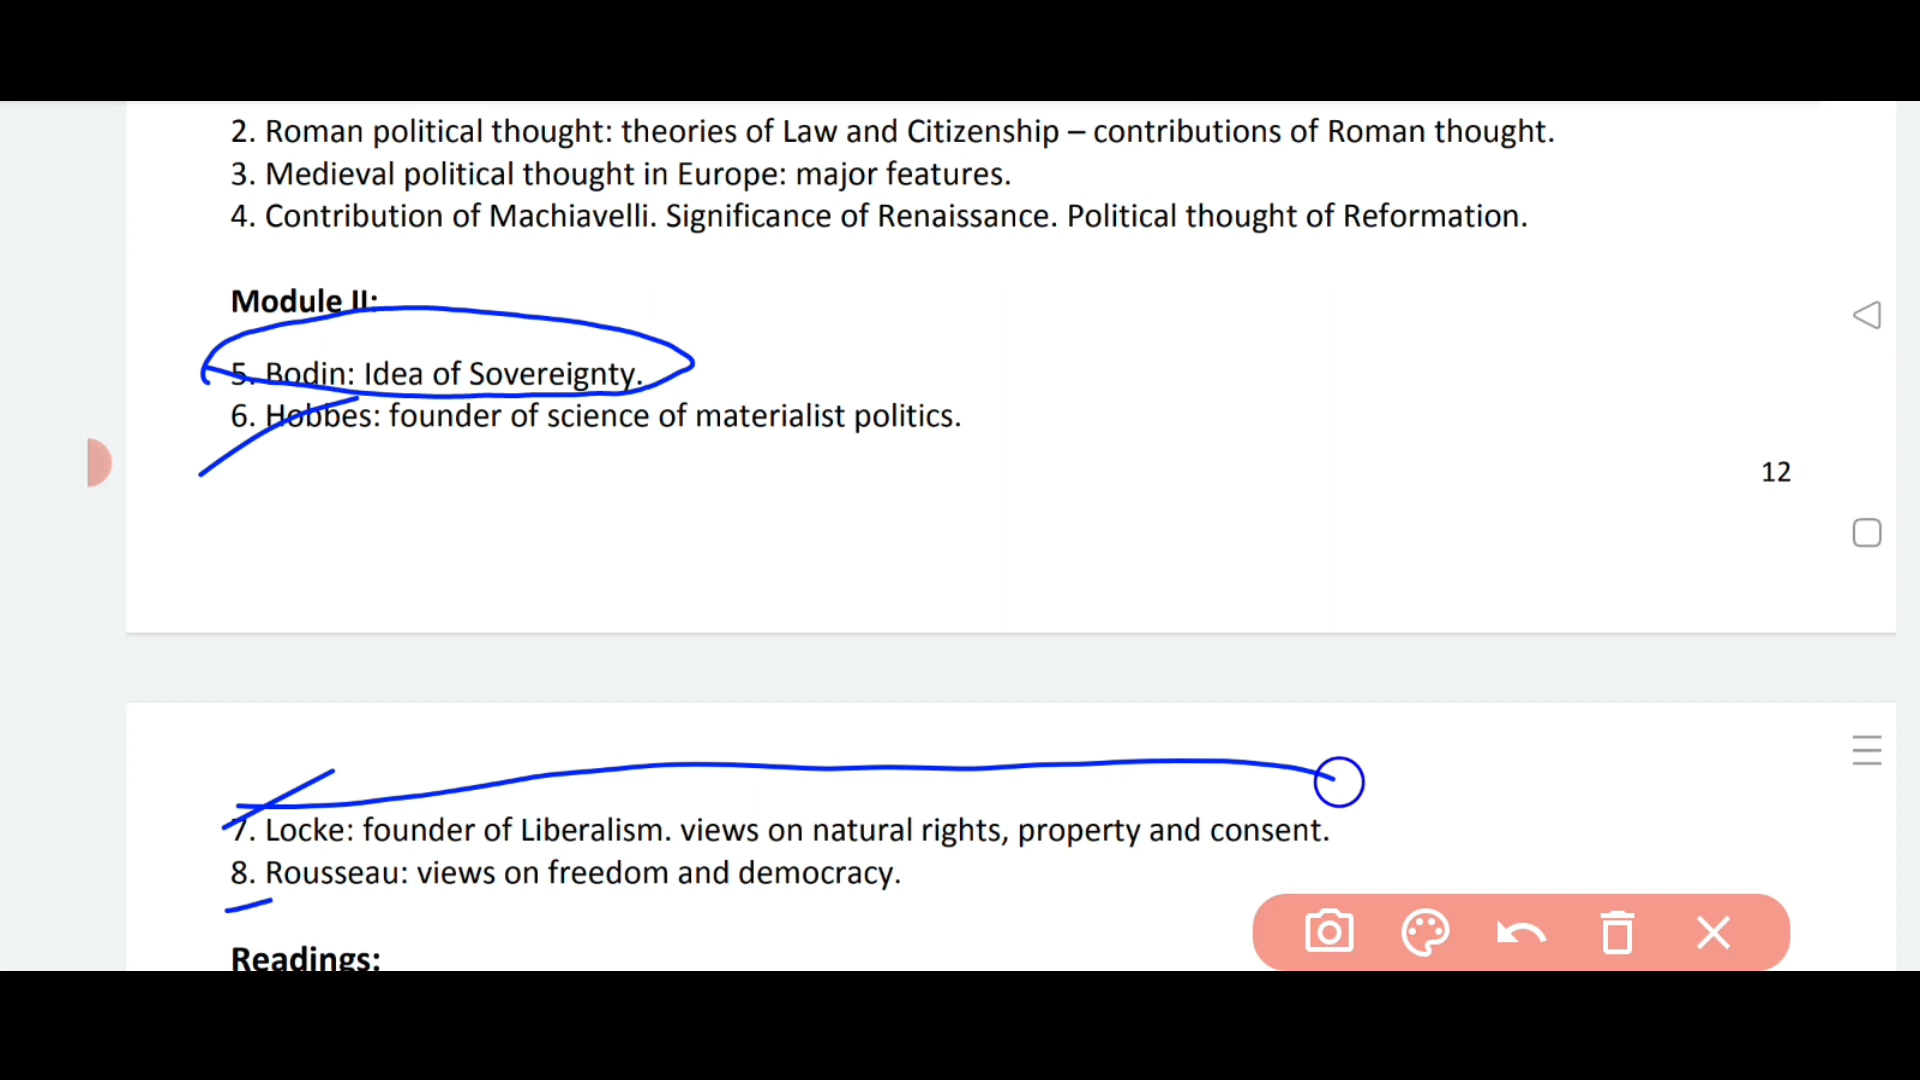 2. Roman political thought: theories of Law and Citizenship – contributions of Roman thought.
3. Medieval political thought in Europe: major features.
4. Contribution of Machiavelli. Significance of Renaissance. Political thought of Reformation.
Module II:
5. Bodin: Idea of Sovereignty.
6. Hobbes: founder of science of materialist politics.
12
7. Locke: founder of Liberalism. views on natural rights, property and consent.
8. Rousseau: views on freedom and democracy.
Readings: